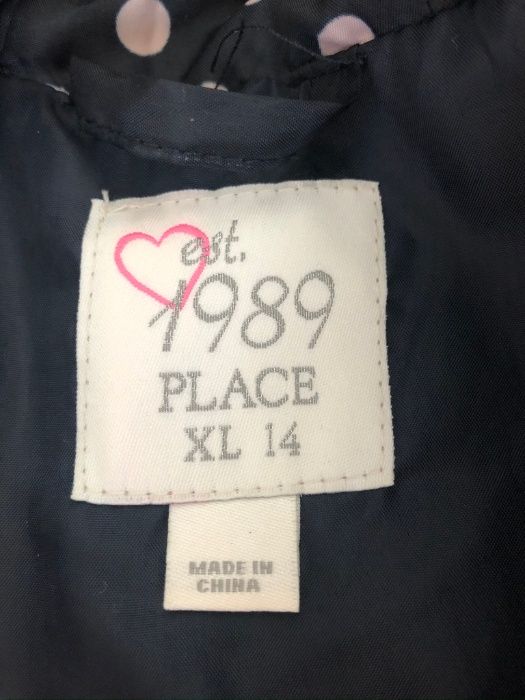 est.
1989
PLACE
XL 14
MADE IN
CHINA